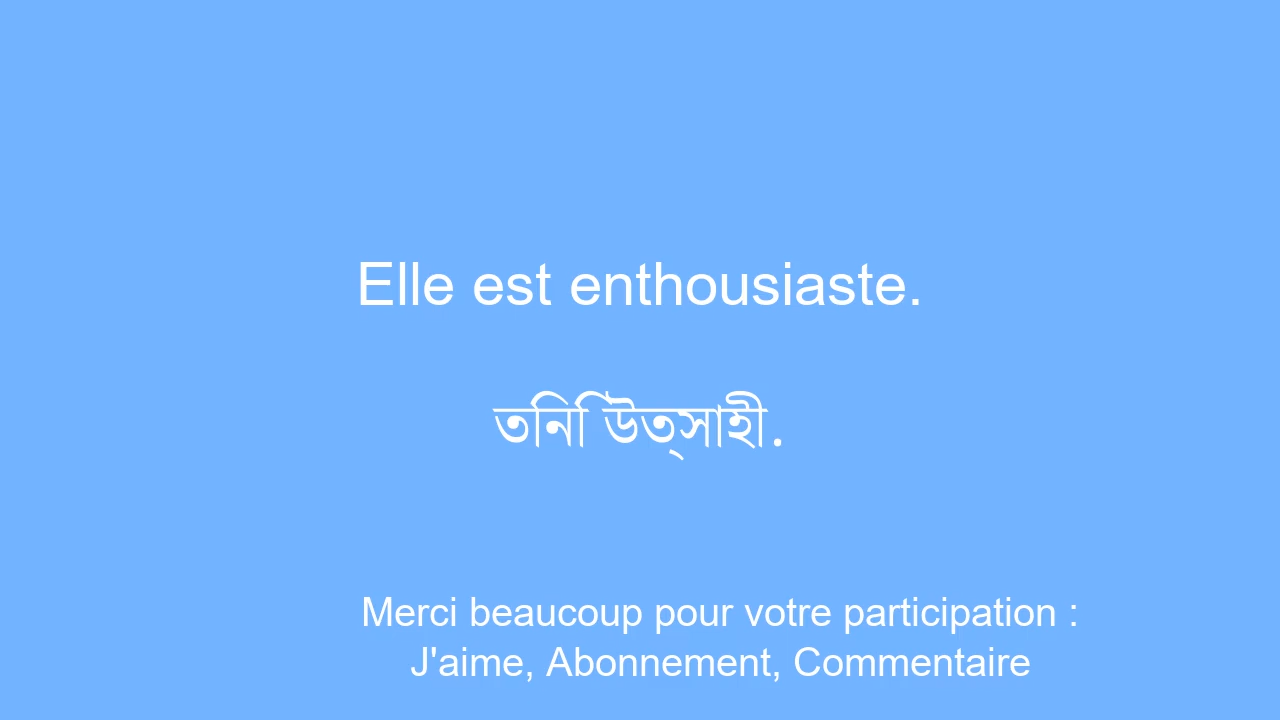 Elle est enthousiaste.
তিনি উত্সাহী.
Merci beaucoup pour votre participation :
J'aime, Abonnement, Commentaire